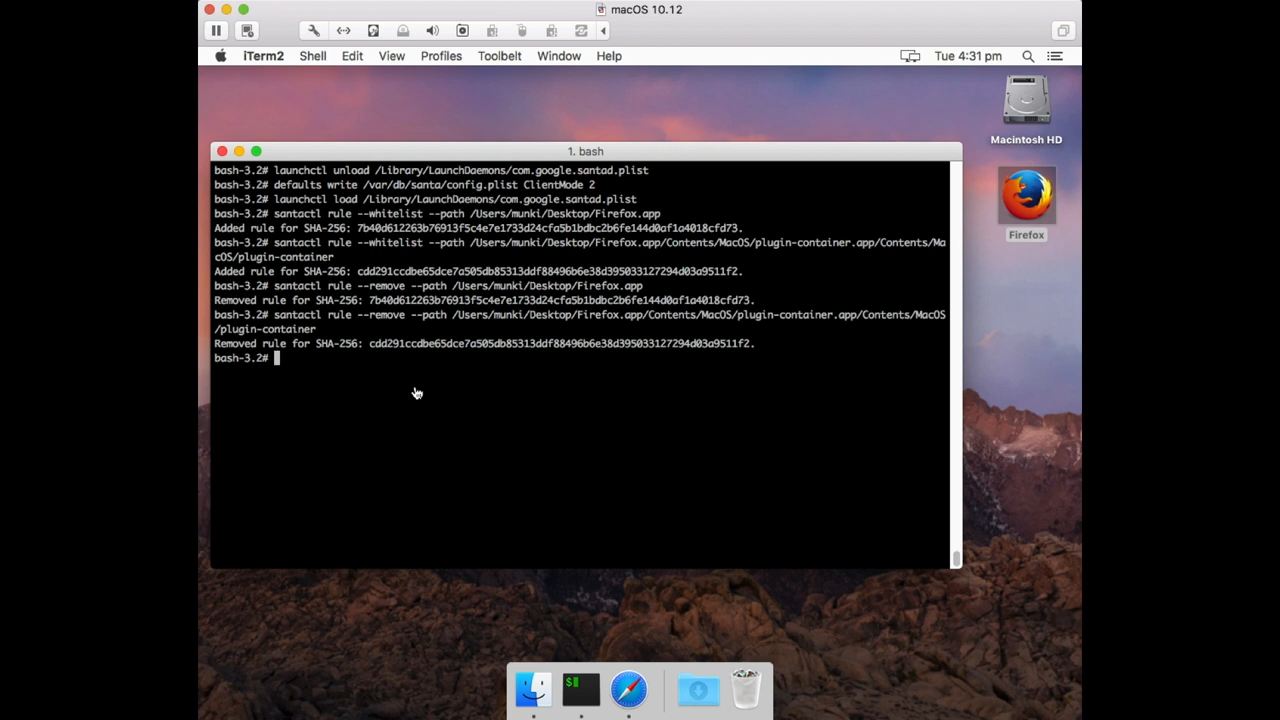 macOS 10.12
iTerm2 Shell Edit View Profiles Toolbelt Window Help Tue 4:31 pm
Macintosh HD
Firefox
1. bash
bash-3.2# launchctl unload /Library/LaunchDaemons/com.google.santad.plist
bash-3.2# defaults write /var/db/santa/config.plist ClientMode 2
bash-3.2# launchctl load /Library/LaunchDaemons/com.google.santad.plist
bash-3.2# santactl rule --whitelist --path /Users/munki/Desktop/Firefox.app
Added rule for SHA-256: 7b40d612263b76913f5c4e7e1733d24cfa5b1bdbc2b6fe144d0af1a4018cfd73.
bash-3.2# santactl rule --whitelist --path /Users/munki/Desktop/Firefox.app/Contents/MacOS/plugin-container.app/Contents/Ma
cOS/plugin-container
Added rule for SHA-256: cdd291ccdbe65dce7a505db85313ddf88496b6e38d395033127294d03a9511f2.
bash-3.2# santactl rule --remove --path /Users/munki/Desktop/Firefox.app
Removed rule for SHA-256: 7b40d612263b76913f5c4e7e1733d24cfa5b1bdbc2b6fe144d0af1a4018cfd73.
bash-3.2# santactl rule --remove --path /Users/munki/Desktop/Firefox.app/Contents/MacOS/plugin-container.app/Contents/MacOS
/plugin-container
Removed rule for SHA-256: cdd291ccdbe65dce7a505db85313ddf88496b6e38d395033127294d03a9511f2.
bash-3.2#
$